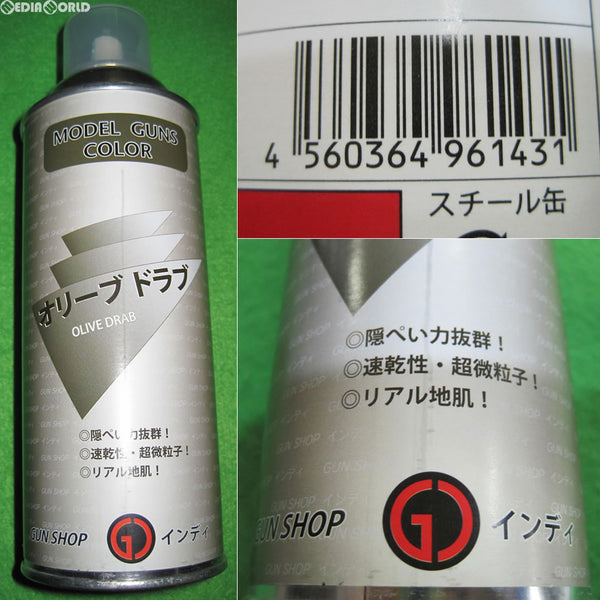 MEDIAWORLD
MODEL GUNS
COLOR
オリーブ ドラブ
OLIVE DRAB
◎隠ぺい力抜群！
◎速乾性・超微粒子！
◎リアル地肌！
GUN SHOP インディ
4 560364 961431
スチール缶
◎隠ぺい力抜群！
◎速乾性・超微粒子！
◎リアル地肌！
GUN SHOP インディ